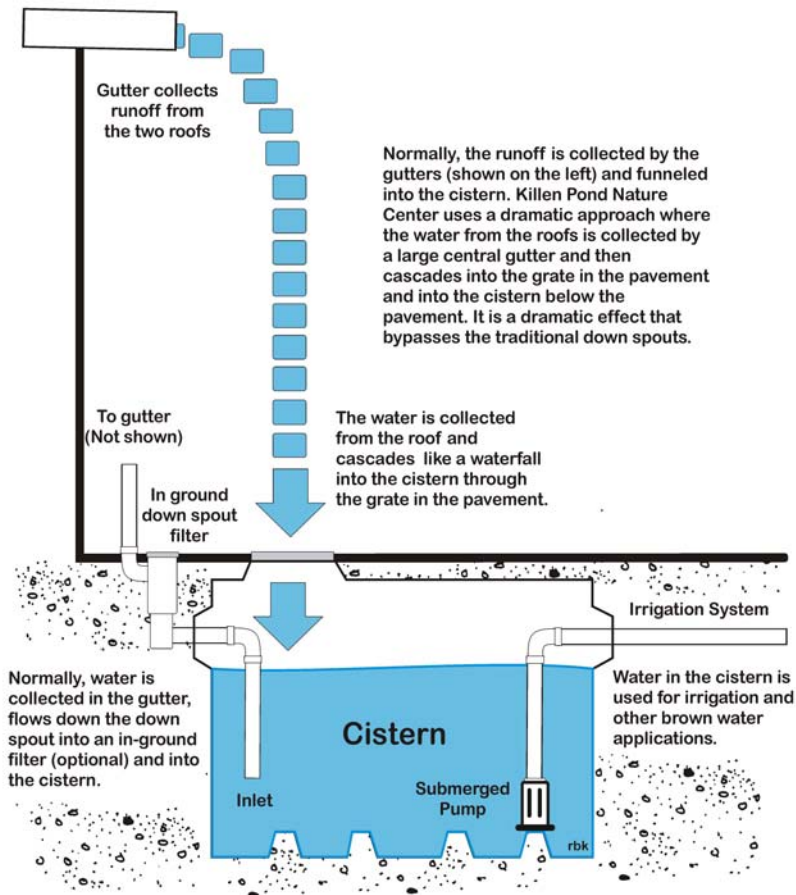 Gutter collects
runoff from
the two roofs
Normally, the runoff is collected by the
gutters (shown on the left) and funneled
into the cistern. Killen Pond Nature
Center uses a dramatic approach where
the water from the roofs is collected by
a large central gutter and then
cascades into the grate in the pavement
and into the cistern below the
pavement. It is a dramatic effect that
bypasses the traditional down spouts.
To gutter
(Not shown)
The water is collected
from the roof and
cascades like a waterfall
into the cistern through
the grate in the pavement.
In ground
down spout
filter
Irrigation System
Normally, water is
collected in the gutter,
flows down the down
spout into an in-ground
filter (optional) and into
the cistern.
Water in the cistern is
used for irrigation and
other brown water
applications.
Cistern
Inlet
Submerged
Pump
rbk